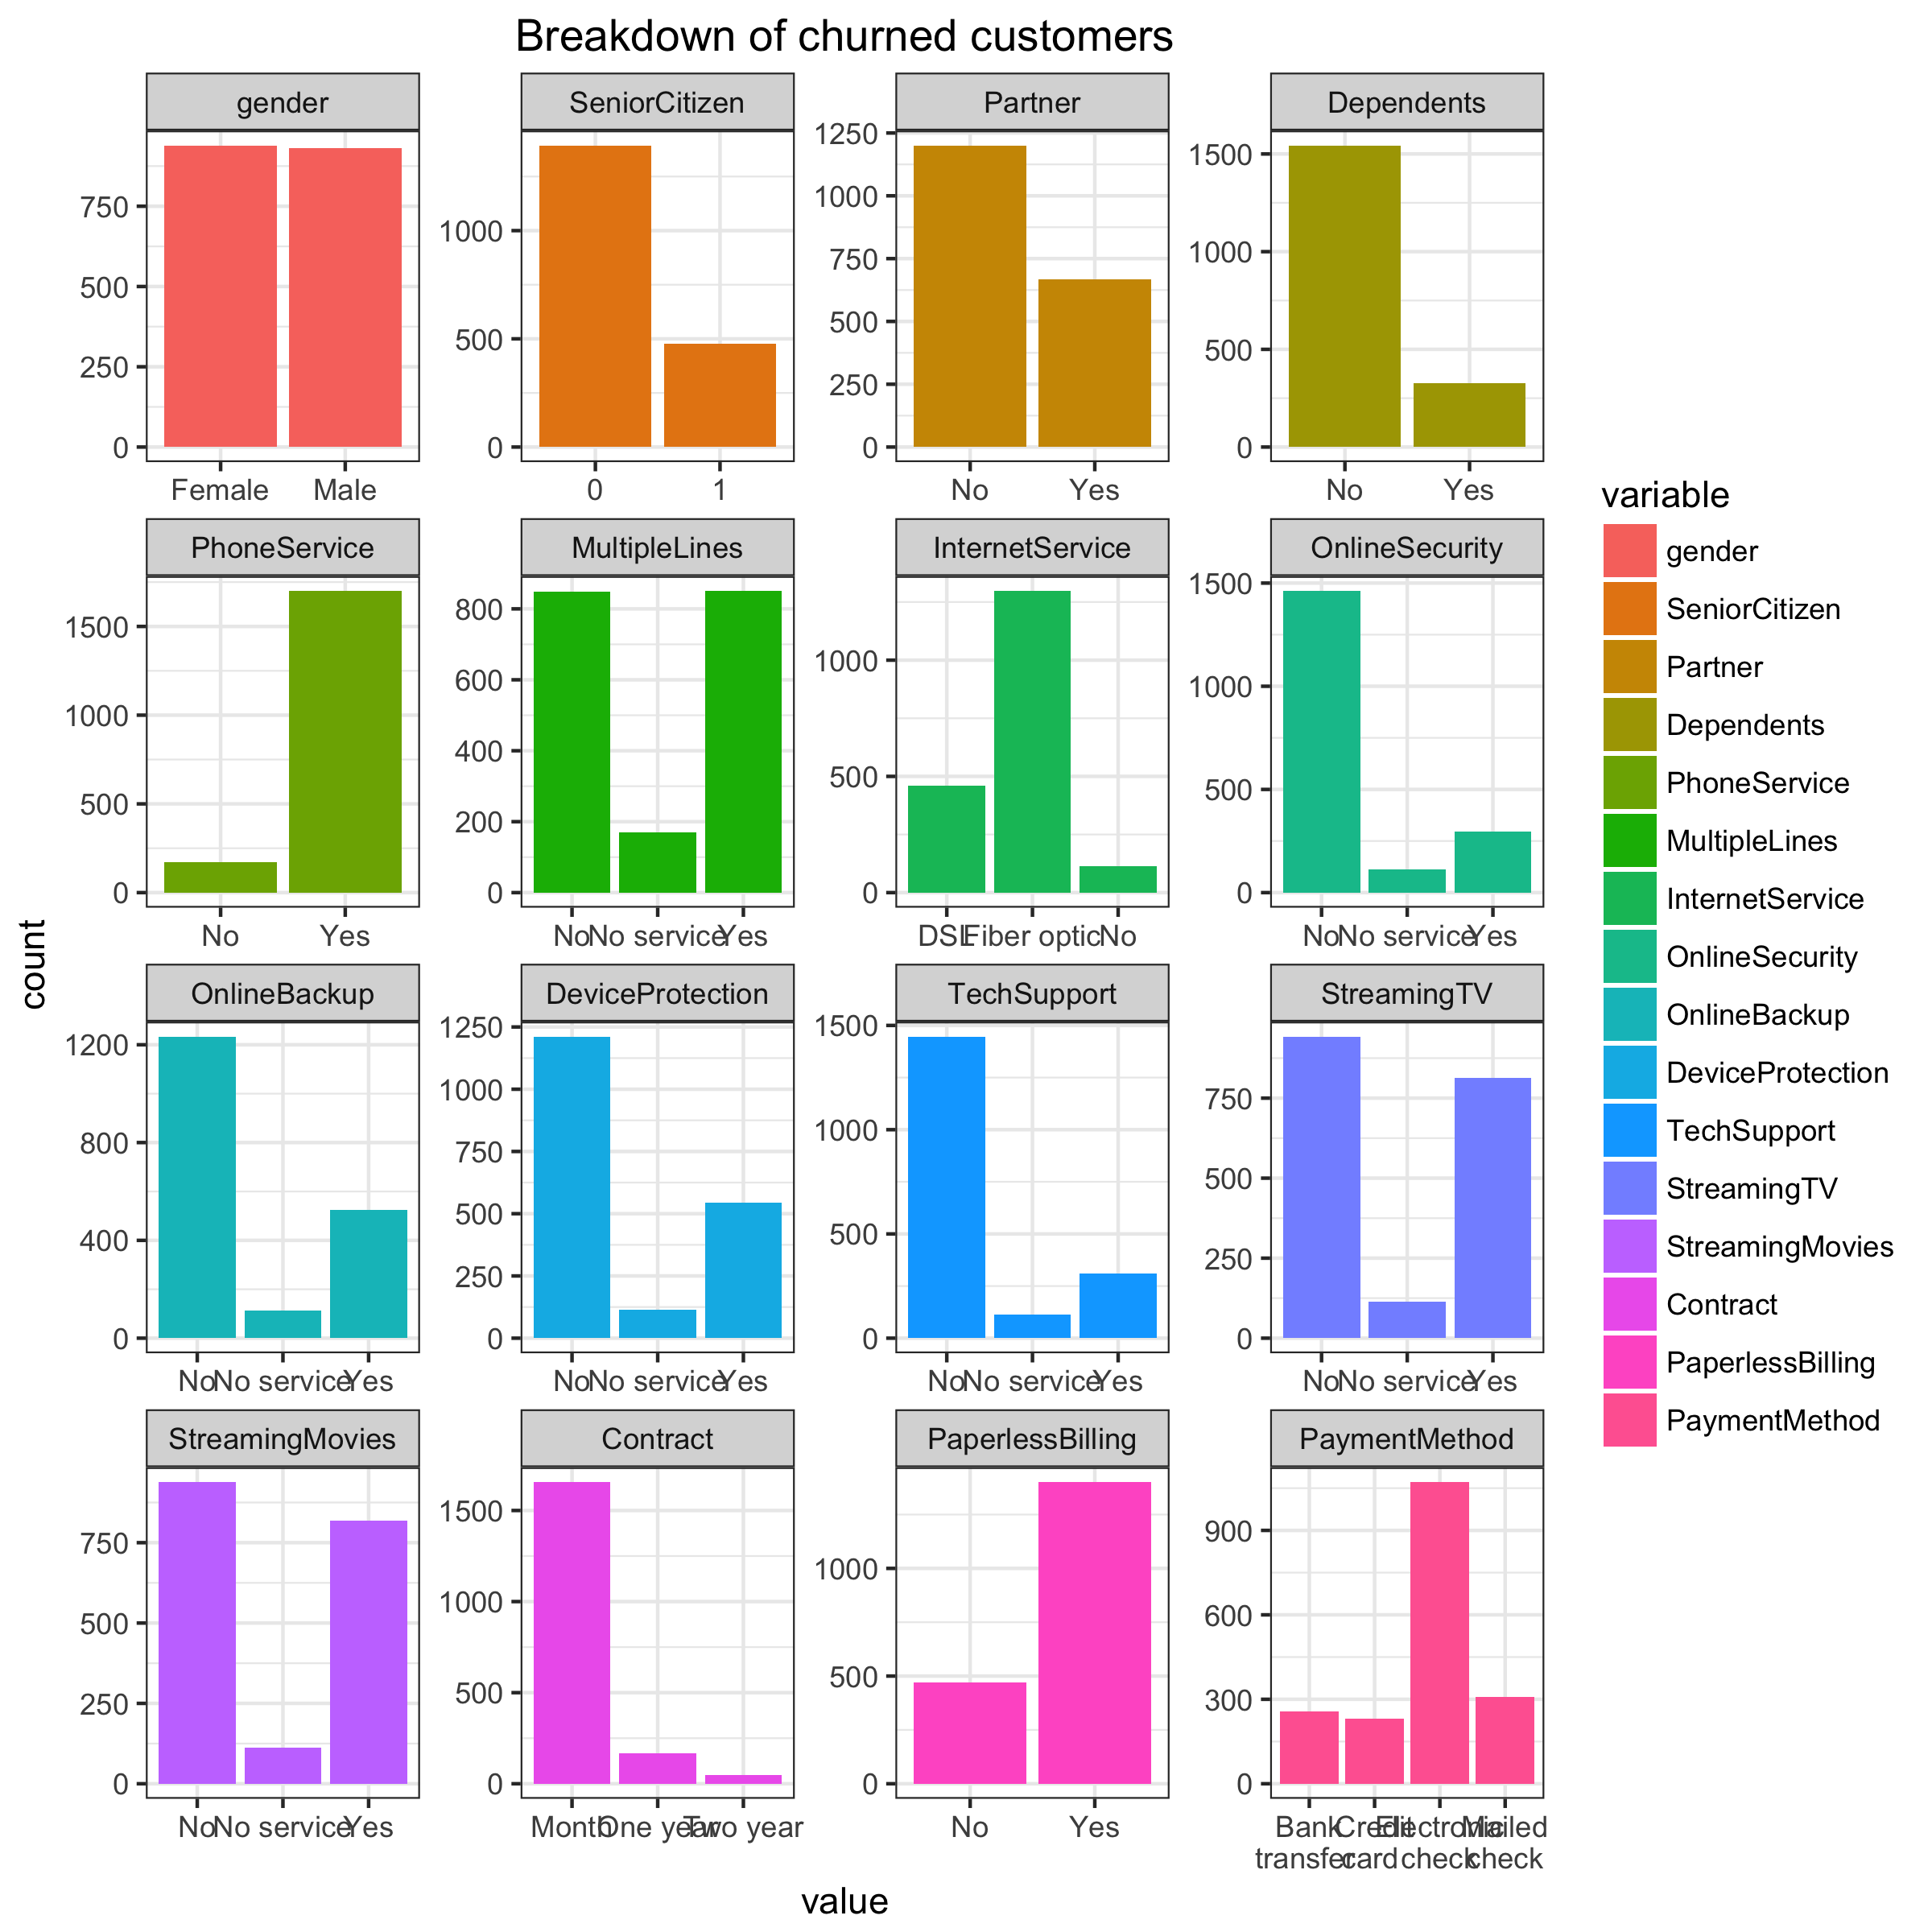 Breakdown of churned customers
gender
SeniorCitizen
Partner
Dependents
750
500
250
0
Female Male
1000
500
0
0 1
1250
1000
750
500
250
0
No Yes
1500
1000
500
0
No Yes
PhoneService
MultipleLines
InternetService
OnlineSecurity
1500
1000
500
0
No Yes
800
600
400
200
0
No No service Yes
1000
500
0
DSL Fiber optic No
1500
1000
500
0
No No service Yes
OnlineBackup
DeviceProtection
TechSupport
StreamingTV
1200
800
400
0
No No service Yes
1250
1000
750
500
250
0
No No service Yes
1500
1000
500
0
No No service Yes
750
500
250
0
No No service Yes
StreamingMovies
Contract
PaperlessBilling
PaymentMethod
750
500
250
0
No No service Yes
1500
1000
500
0
Month One year Two year
1000
500
0
No Yes
900
600
300
0
Bank Credit Electronic Mailed
transfer card check check
count
value
variable
gender
SeniorCitizen
Partner
Dependents
PhoneService
MultipleLines
InternetService
OnlineSecurity
OnlineBackup
DeviceProtection
TechSupport
StreamingTV
StreamingMovies
Contract
PaperlessBilling
PaymentMethod